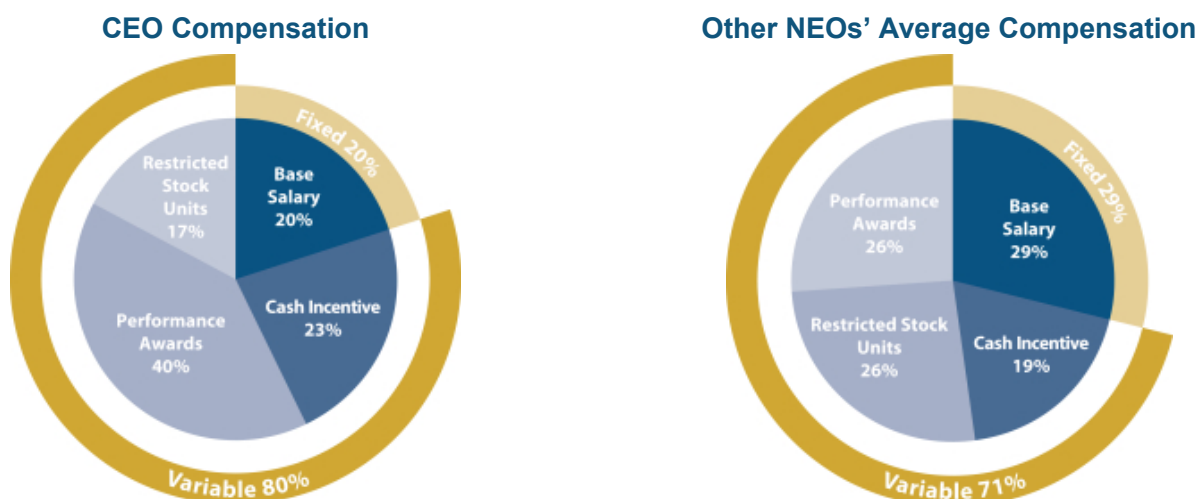 CEO Compensation
Fixed 20%
Restricted
Stock
Units
17%
Base
Salary
20%
Cash Incentive
23%
Performance
Awards
40%
Variable 80%
Other NEOs' Average Compensation
Fixed 29%
Performance
Awards
26%
Base
Salary
29%
Restricted Stock
Units
26%
Cash Incentive
19%
Variable 71%